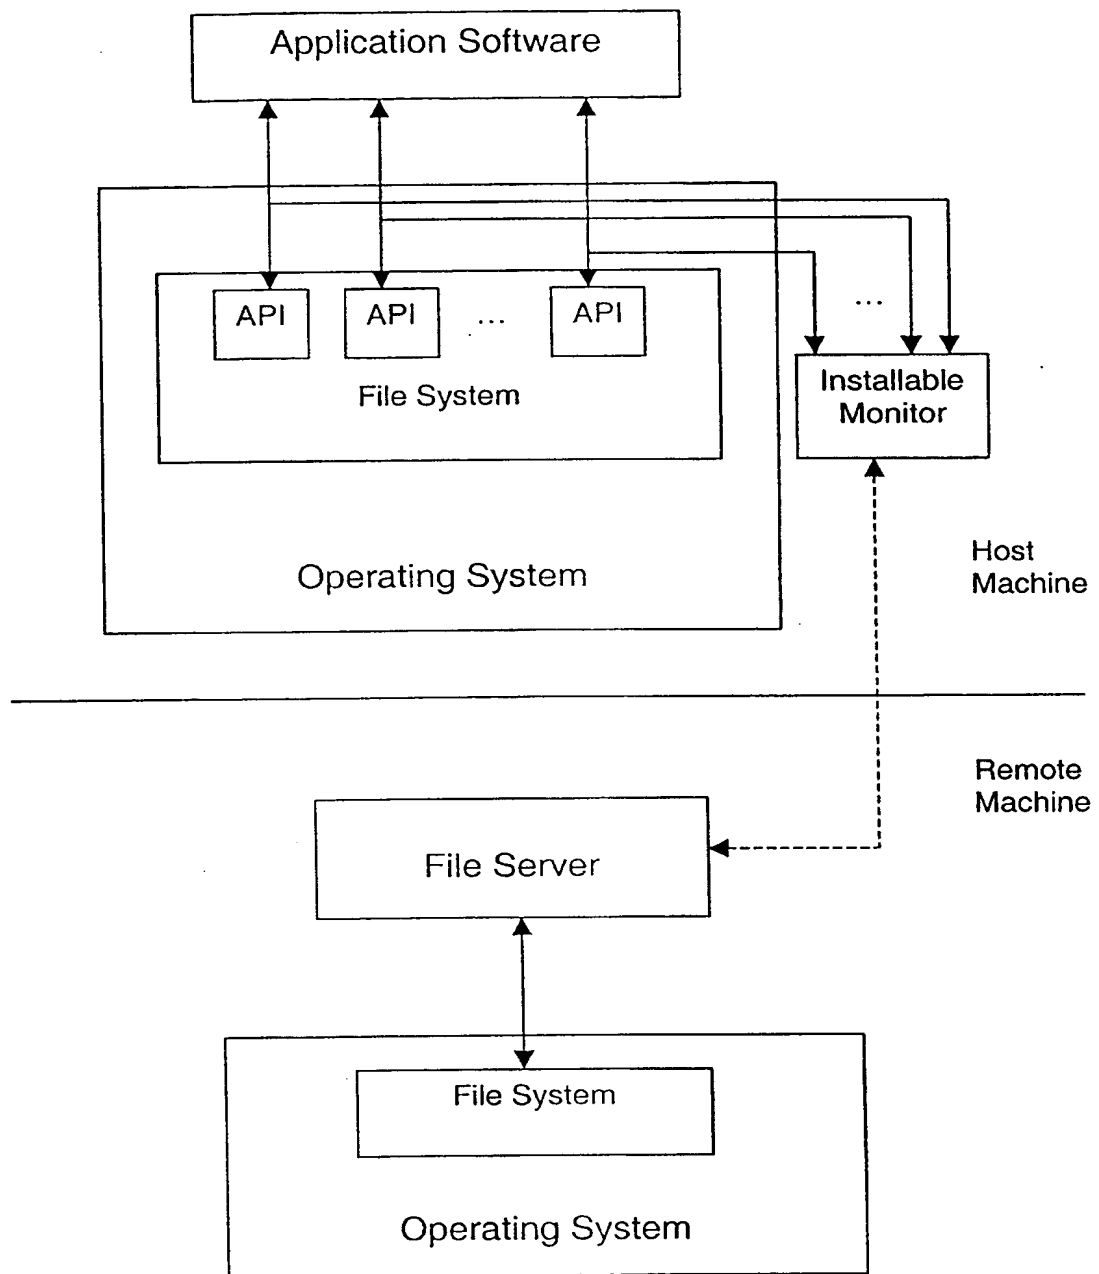 Application Software
API API ... API
...
File System
Installable
Monitor
Operating System
Host
Machine
Remote
Machine
File Server
File System
Operating System